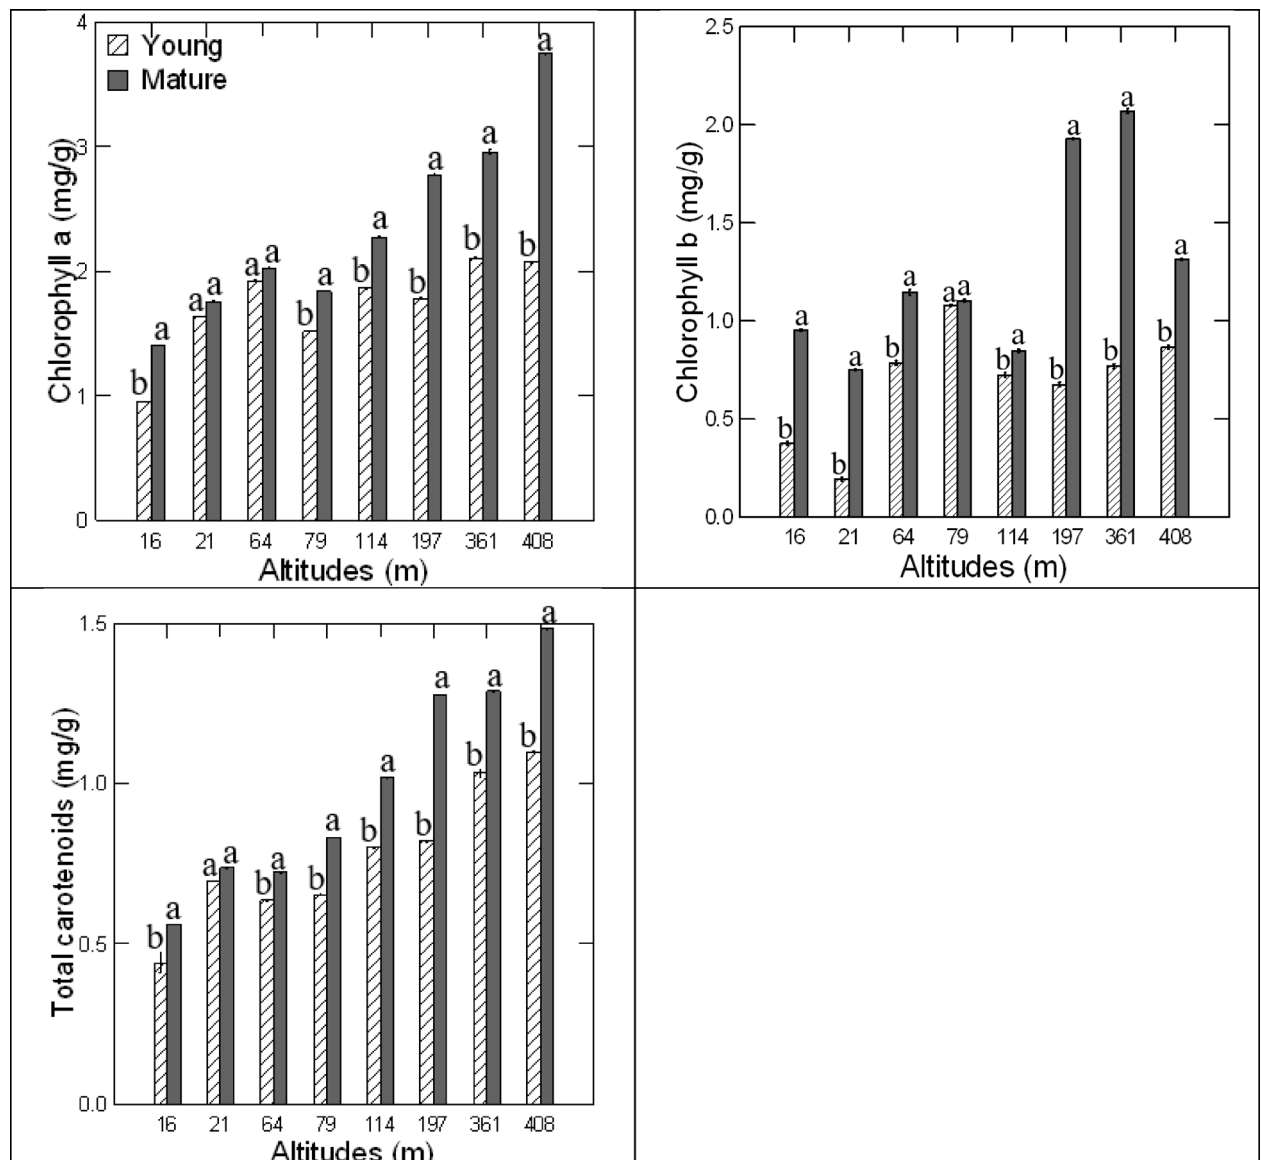 4
Young
Mature
3
2
1
0
Chlorophyll a (mg/g)
b a a a a a b a b a b a b a b a
16 21 64 79 114 197 361 408
Altitudes (m)
2.5
2.0
1.5
1.0
0.5
0.0
Chlorophyll b (mg/g)
b a b a b a a a b a b a b a b a
16 21 64 79 114 197 361 408
Altitudes (m)
1.5
1.0
0.5
0.0
Total carotenoids (mg/g)
b a a a b a b a b a b a b a b a
16 21 64 79 114 197 361 408
Altitudes (m)